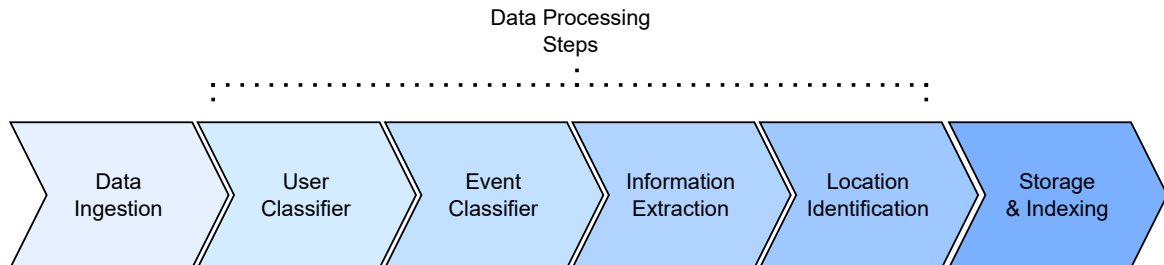 Data Processing
Steps
Data
Ingestion
User
Classifier
Event
Classifier
Information
Extraction
Location
Identification
Storage
& Indexing